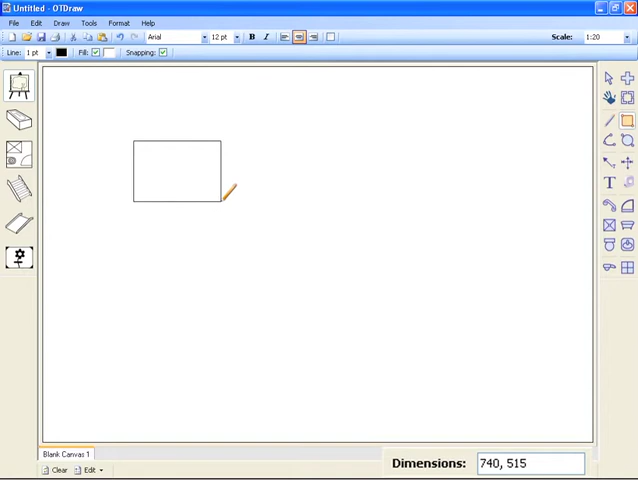 Untitled - OTDraw
File Edit Draw Tools Format Help
Arial 12 pt B I Scale: 1:20
Line: 1 pt Fill: Snapping:
T
Blank Canvas 1
Clear Edit
Dimensions: 740, 515